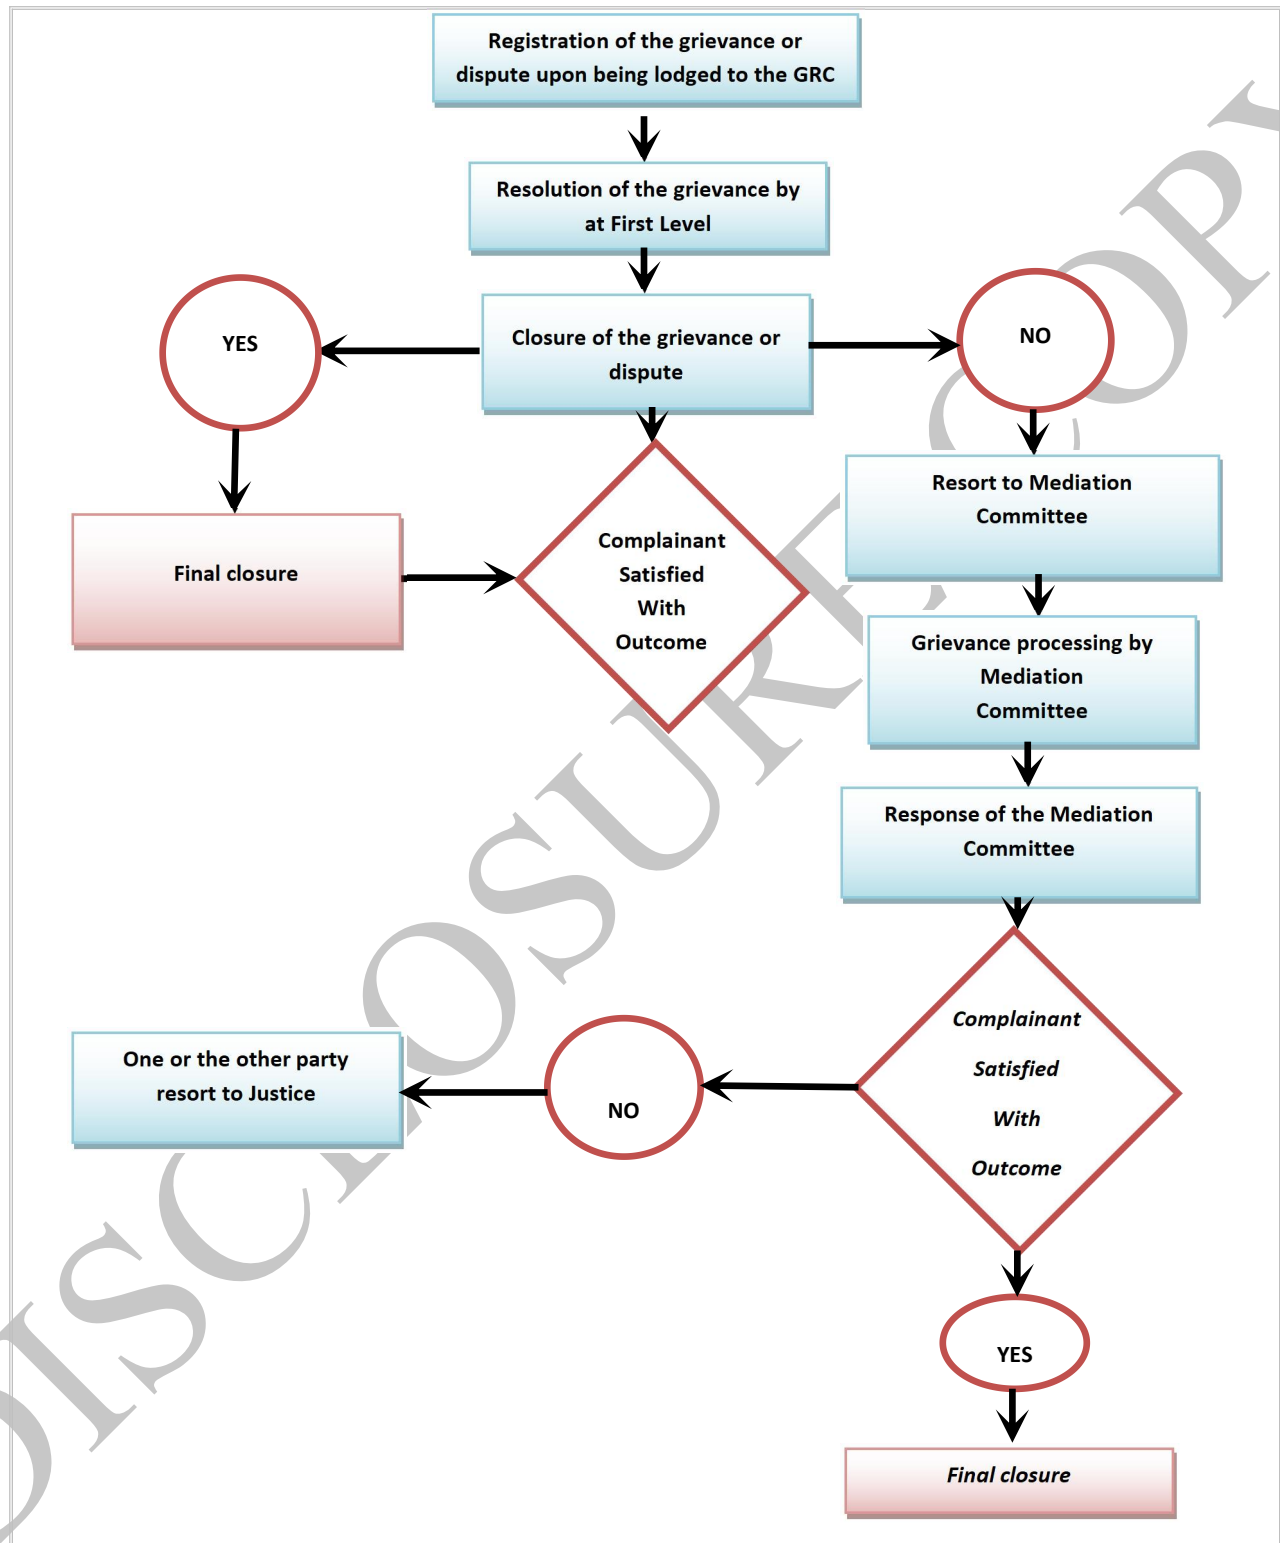 Registration of the grievance or
dispute upon being lodged to the GRC
Resolution of the grievance by
at First Level
Closure of the grievance or
dispute
YES
NO
Final closure
Complainant
Satisfied
With
Outcome
Resort to Mediation
Committee
Grievance processing by
Mediation
Committee
Response of the Mediation
Committee
Complainant
Satisfied
With
Outcome
NO
One or the other party
resort to Justice
YES
Final closure
DISCLOSURE COPY